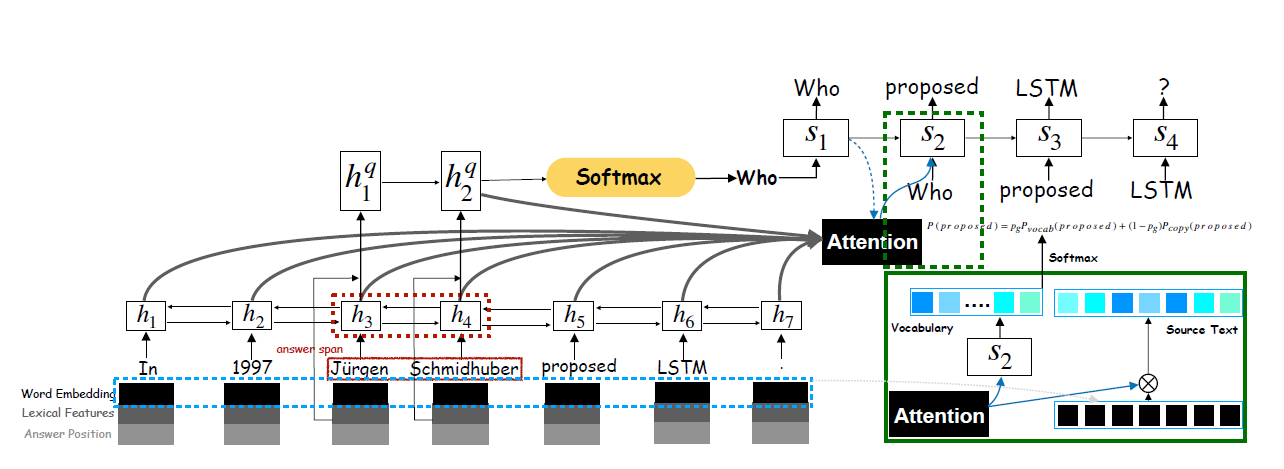 Who proposed LSTM ?
s1 s2 s3 s4
Who proposed LSTM
h1q h2q Softmax Who
Attention
P(proposed) = pgPvocab(proposed) + (1-pg)Pcopy(proposed)
Softmax
h1 h2 h3 h4 h5 h6 h7
answer span
In 1997 Jürgen Schmidhuber proposed LSTM .
Word Embedding
Lexical Features
Answer Position
....
Vocabulary
Source Text
s2
Attention